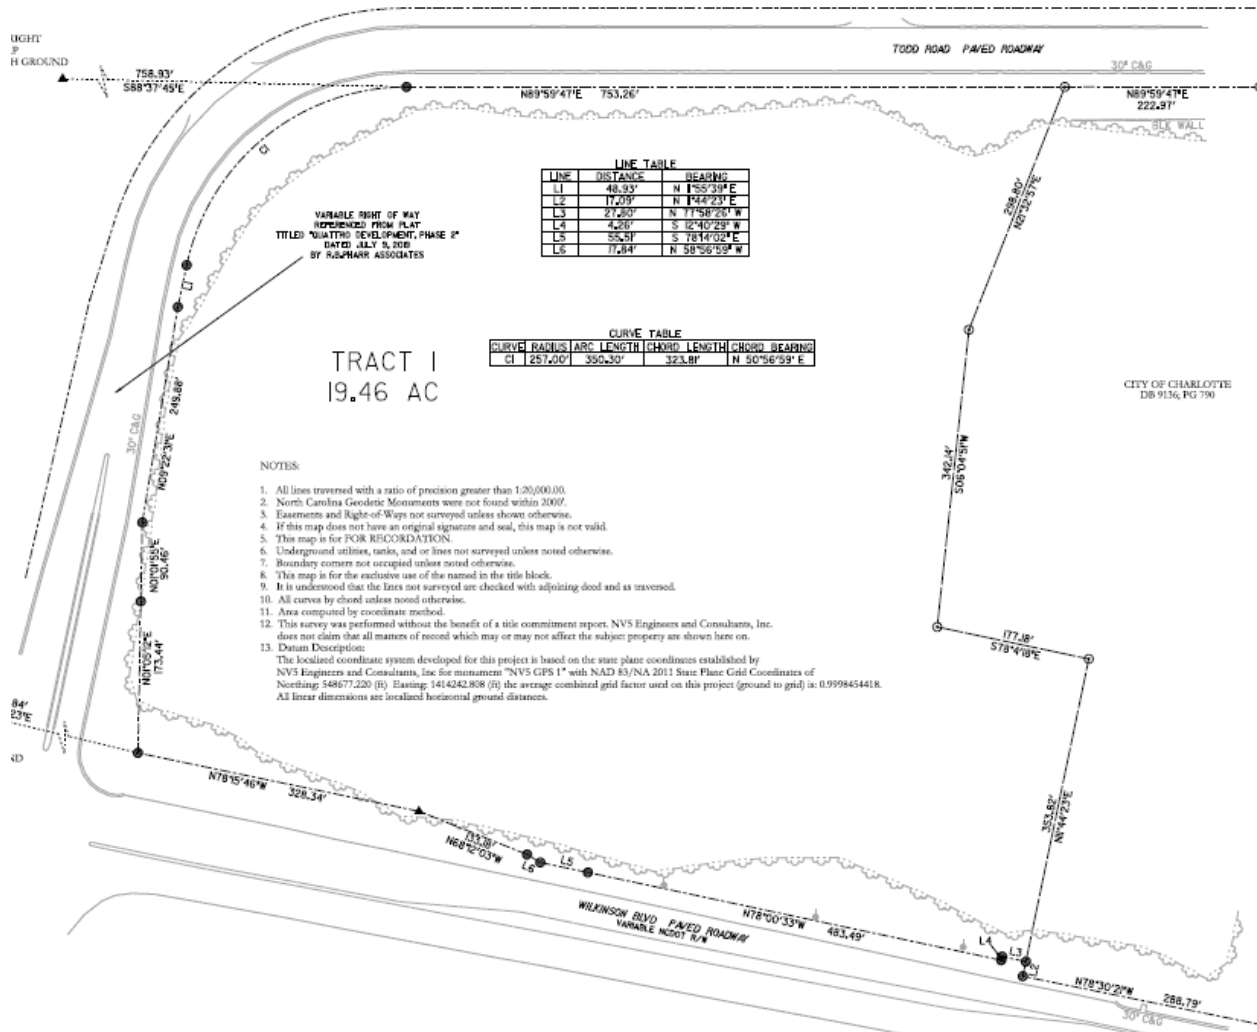 RIGHT
H GROUND
TODD ROAD PAVED ROADWAY
30" C&G
758.93'
S88°37'45"E
N89°59'47"E 753.26'
N89°59'47"E
222.97'
BLK WALL
C1
LINE TABLE
LINE DISTANCE BEARING
L1 48.93' N 1°55'39" E
L2 17.09' N 1°44'23" E
L3 27.80' N 77°58'26" W
L4 4.26' S 12°40'29" W
L5 55.51' S 78°14'02" E
L6 17.84' N 58°56'59" W
298.80'
N21°52'57"E
VARIABLE RIGHT OF WAY
REFERENCED FROM PLAT
TITLED "QUATTRO DEVELOPMENT, PHASE 2"
DATED JULY 9, 2019
BY R.B.PHARR ASSOCIATES
L1
CURVE TABLE
CURVE RADIUS ARC LENGTH CHORD LENGTH CHORD BEARING
C1 257.00' 350.30' 323.81' N 50°56'59" E
TRACT 1
19.46 AC
CITY OF CHARLOTTE
DB 9136; PG 790
249.88'
N09°22'31"E
30" C&G
342.14'
S06°04'51"W
NOTES:
1. All lines traversed with a ratio of precision greater than 1:20,000.00.
2. North Carolina Geodetic Monuments were not found within 2000'.
3. Easements and Right-of-Ways not surveyed unless shown otherwise.
4. If this map does not have an original signature and seal, this map is not valid.
5. This map is for FOR RECORDATION.
6. Underground utilities, tanks, and or lines not surveyed unless noted otherwise.
7. Boundary corners not occupied unless noted otherwise.
8. This map is for the exclusive use of the named in the title block.
9. It is understood that the lines not surveyed are checked with adjoining deed and as traversed.
10. All curves by chord unless noted otherwise.
11. Area computed by coordinate method.
12. This survey was performed without the benefit of a title commitment report. NV5 Engineers and Consultants, Inc.
does not claim that all matters of record which may or may not affect the subject property are shown here on.
13. Datum Description:
The localized coordinate system developed for this project is based on the state plane coordinates established by
NV5 Engineers and Consultants, Inc for monument "NV5 GPS 1" with NAD 83/NA 2011 State Plane Grid Coordinates of
Northing: 548677.220 (ft) Easting: 1414242.808 (ft) the average combined grid factor used on this project (ground to grid) is: 0.9998454418.
All linear dimensions are localized horizontal ground distances.
N01°01'55"E
90.46'
N01°05'12"E
173.44'
177.18'
S78°4'18"E
84'
23"E
N78°15'46"W 328.34'
353.82'
N11°44'23"E
133.18'
N68°12'03"W
L6
L5
WILKINSON BLVD PAVED ROADWAY
VARIABLE NCDOT R/W
N78°00'33"W 483.49'
L4
L3
L2
N78°30'21"W 288.79'
30" C&G